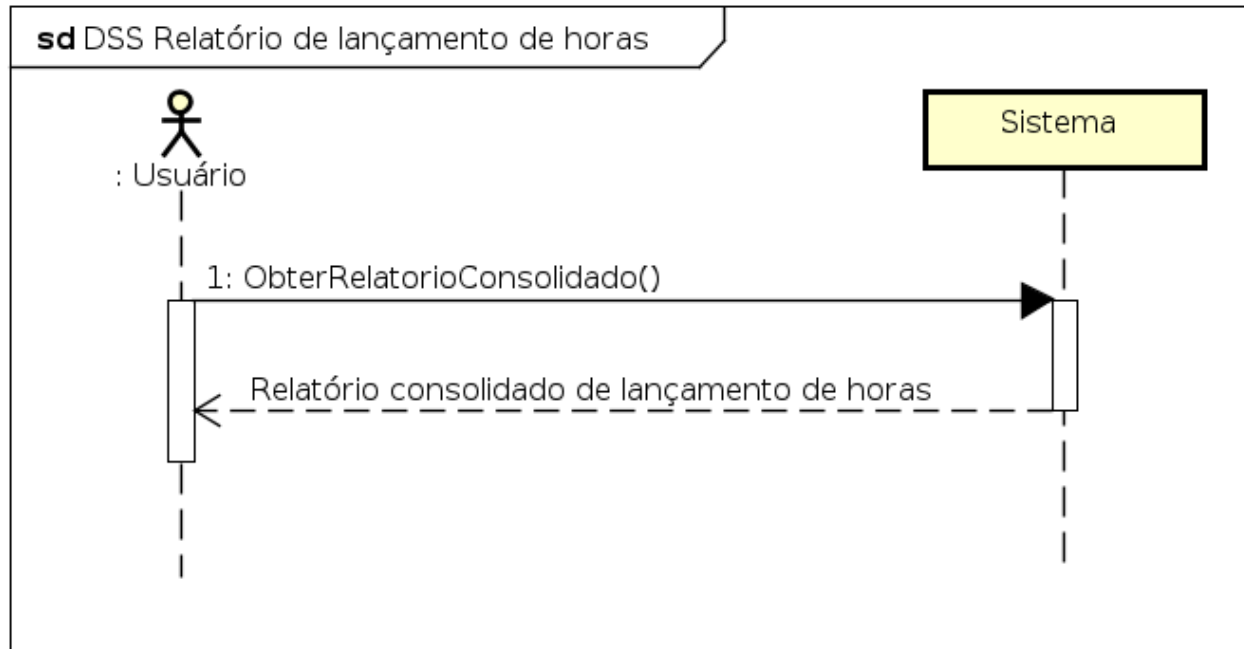 sd DSS Relatório de lançamento de horas
: Usuário
Sistema
1: ObterRelatorioConsolidado()
Relatório consolidado de lançamento de horas